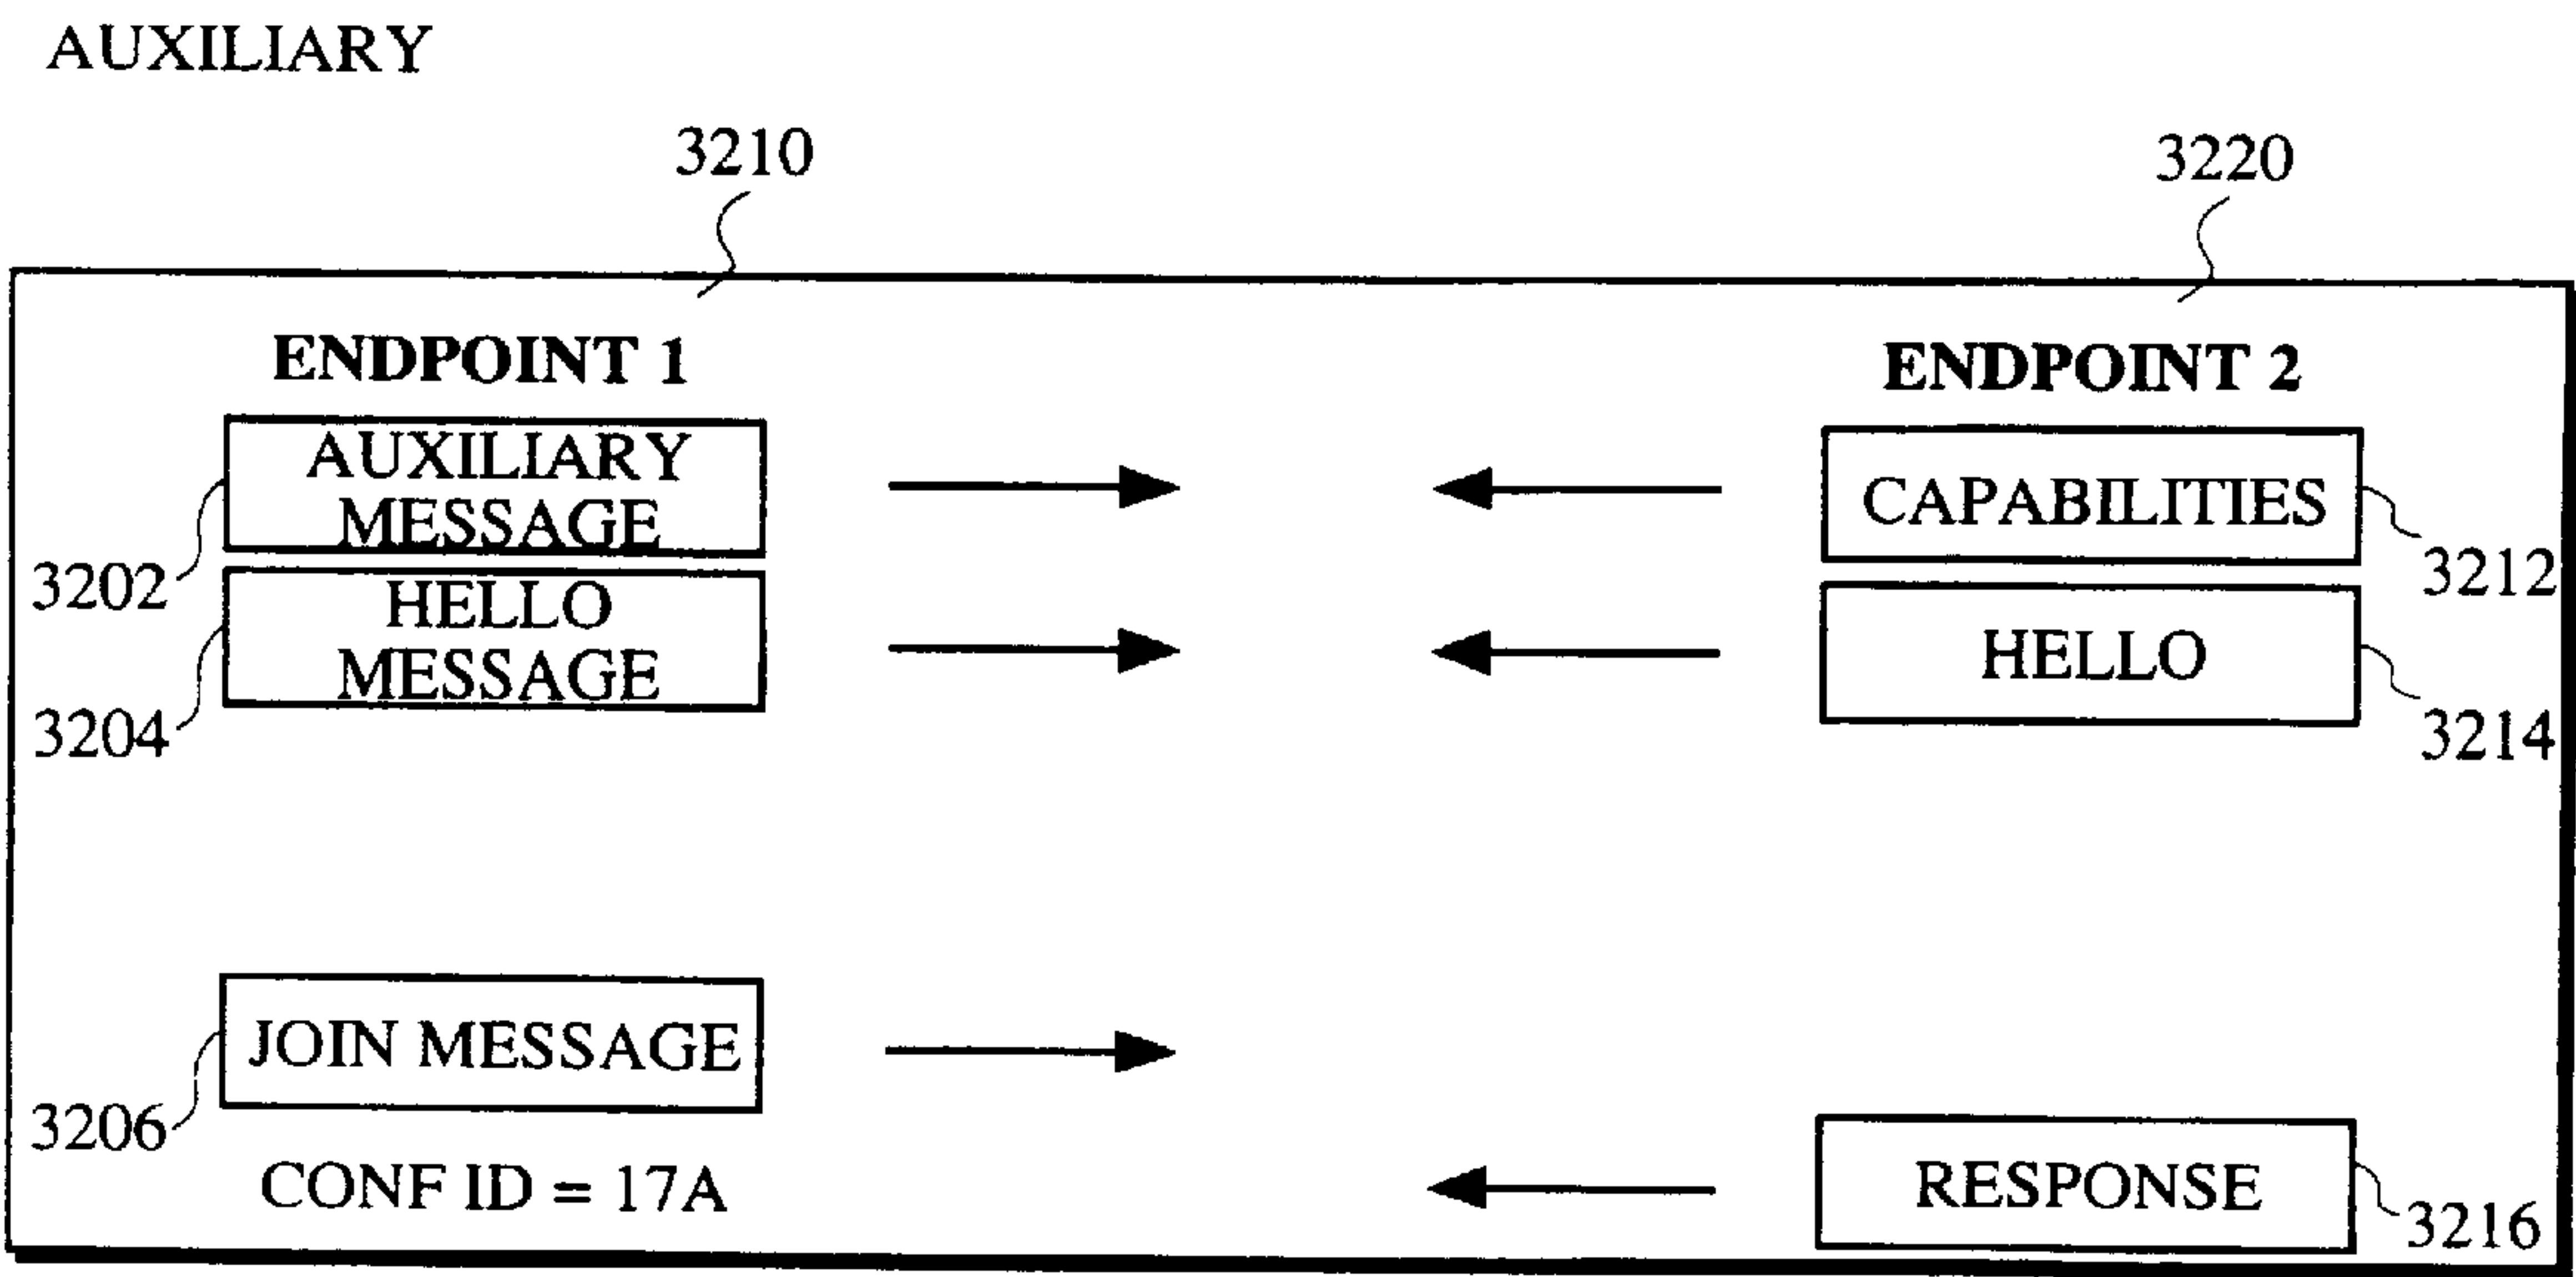 AUXILIARY
3210
3220
ENDPOINT 1
ENDPOINT 2
AUXILIARY
MESSAGE
CAPABILITIES
3202
3212
HELLO
MESSAGE
HELLO
3204
3214
JOIN MESSAGE
3206
CONF ID = 17A
RESPONSE
3216